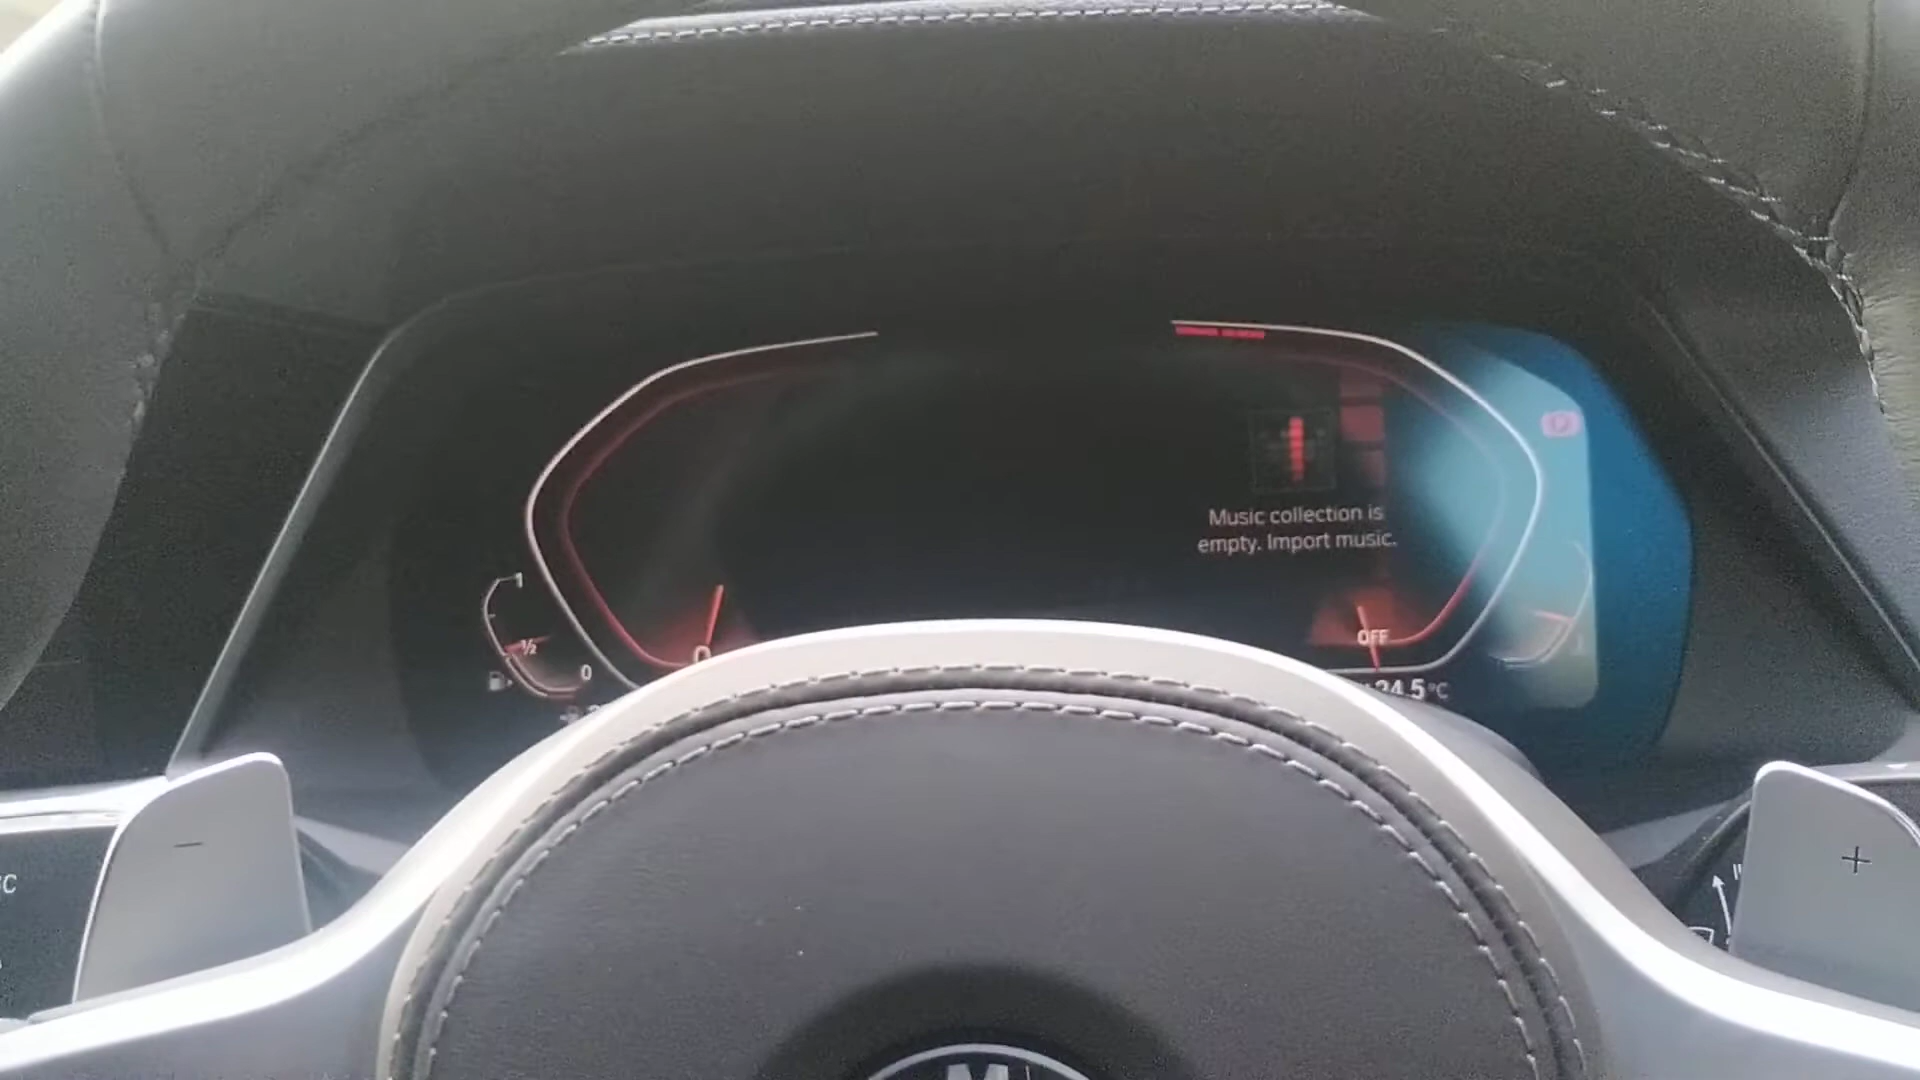 Music collection is
empty. Import music.
1
½
0
0
OFF
24.5 °C
−
+